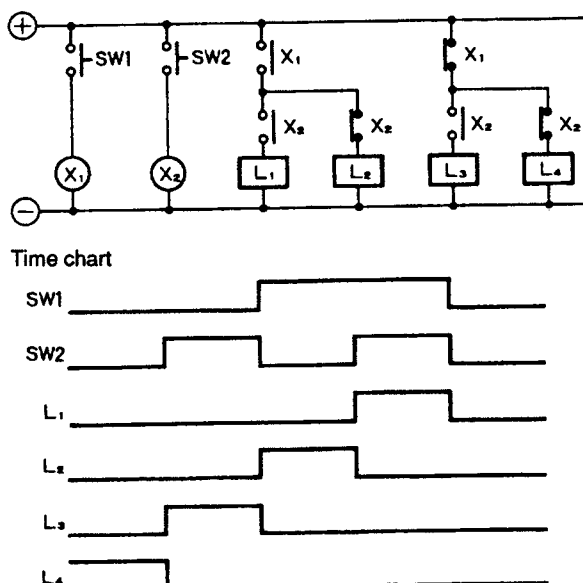 +
SW1 SW2 X₁ X₁
X₂ X₂ X₂ X₂
X₁ X₂ L₁ L₂ L₃ L₄
−
Time chart
SW1
SW2
L₁
L₂
L₃
L₄